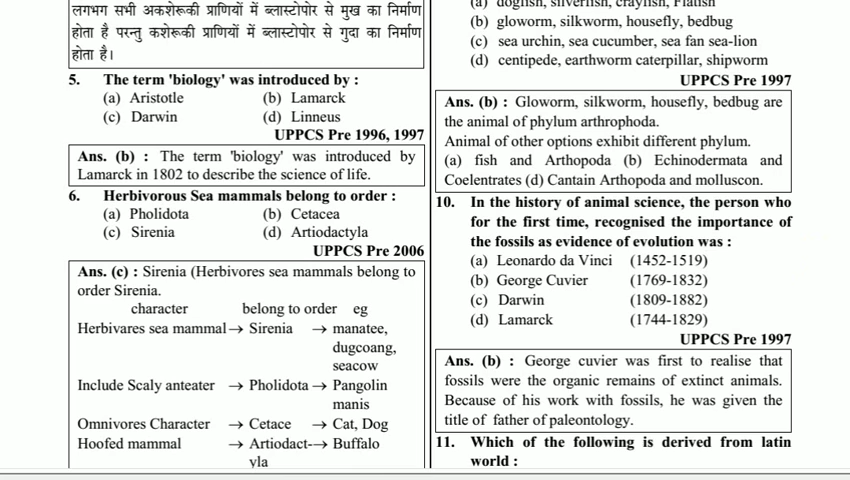 लगभग सभी अकशेरूकी प्राणियों में ब्लास्टोपोर से मुख का निर्माण
होता है परन्तु कशेरूकी प्राणियों में ब्लास्टोपोर से गुदा का निर्माण
होता है।
5. The term 'biology' was introduced by :
(a) Aristotle (b) Lamarck
(c) Darwin (d) Linneus
UPPCS Pre 1996, 1997
Ans. (b) : The term 'biology' was introduced by
Lamarck in 1802 to describe the science of life.
6. Herbivorous Sea mammals belong to order :
(a) Pholidota (b) Cetacea
(c) Sirenia (d) Artiodactyla
UPPCS Pre 2006
Ans. (c) : Sirenia (Herbivores sea mammals belong to
order Sirenia.
character belong to order eg
Herbivares sea mammal → Sirenia → manatee,
dugcoang,
seacow
Include Scaly anteater → Pholidota → Pangolin
manis
Omnivores Character → Cetace → Cat, Dog
Hoofed mammal → Artiodact-→ Buffalo
yla
(a) dogfish, silverfish, crayfish, Flatish
(b) gloworm, silkworm, housefly, bedbug
(c) sea urchin, sea cucumber, sea fan sea-lion
(d) centipede, earthworm caterpillar, shipworm
UPPCS Pre 1997
Ans. (b) : Gloworm, silkworm, housefly, bedbug are
the animal of phylum arthrophoda.
Animal of other options exhibit different phylum.
(a) fish and Arthopoda (b) Echinodermata and
Coelentrates (d) Cantain Arthopoda and molluscon.
10. In the history of animal science, the person who
for the first time, recognised the importance of
the fossils as evidence of evolution was :
(a) Leonardo da Vinci (1452-1519)
(b) George Cuvier (1769-1832)
(c) Darwin (1809-1882)
(d) Lamarck (1744-1829)
UPPCS Pre 1997
Ans. (b) : George cuvier was first to realise that
fossils were the organic remains of extinct animals.
Because of his work with fossils, he was given the
title of father of paleontology.
11. Which of the following is derived from latin
world :